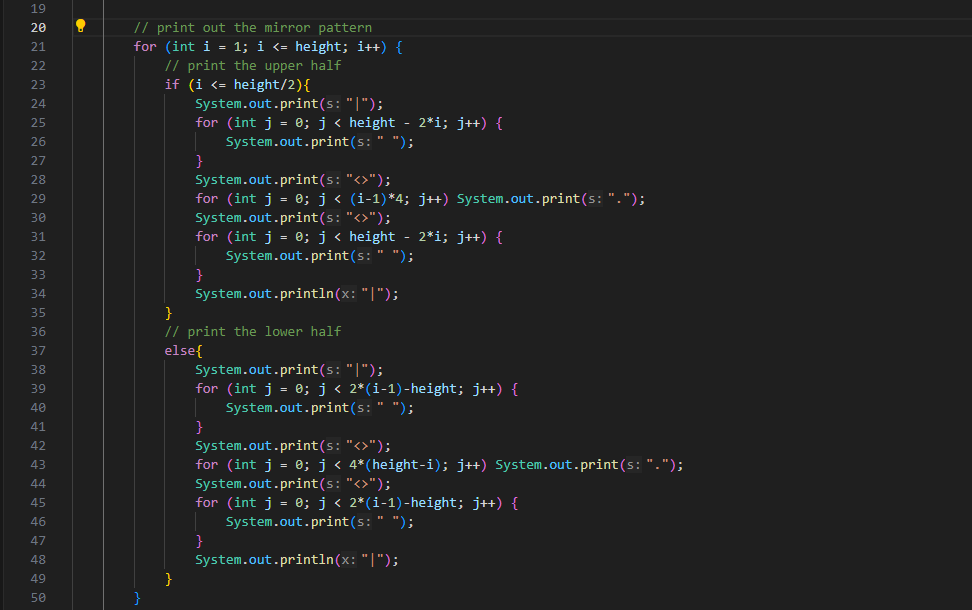 19
20 // print out the mirror pattern
21 for (int i = 1; i <= height; i++) {
22 // print the upper half
23 if (i <= height/2){
24 System.out.print(s: "|");
25 for (int j = 0; j < height - 2*i; j++) {
26 System.out.print(s: " ");
27 }
28 System.out.print(s: "<>");
29 for (int j = 0; j < (i-1)*4; j++) System.out.print(s: ".");
30 System.out.print(s: "<>");
31 for (int j = 0; j < height - 2*i; j++) {
32 System.out.print(s: " ");
33 }
34 System.out.println(x: "|");
35 }
36 // print the lower half
37 else{
38 System.out.print(s: "|");
39 for (int j = 0; j < 2*(i-1)-height; j++) {
40 System.out.print(s: " ");
41 }
42 System.out.print(s: "<>");
43 for (int j = 0; j < 4*(height-i); j++) System.out.print(s: ".");
44 System.out.print(s: "<>");
45 for (int j = 0; j < 2*(i-1)-height; j++) {
46 System.out.print(s: " ");
47 }
48 System.out.println(x: "|");
49 }
50 }